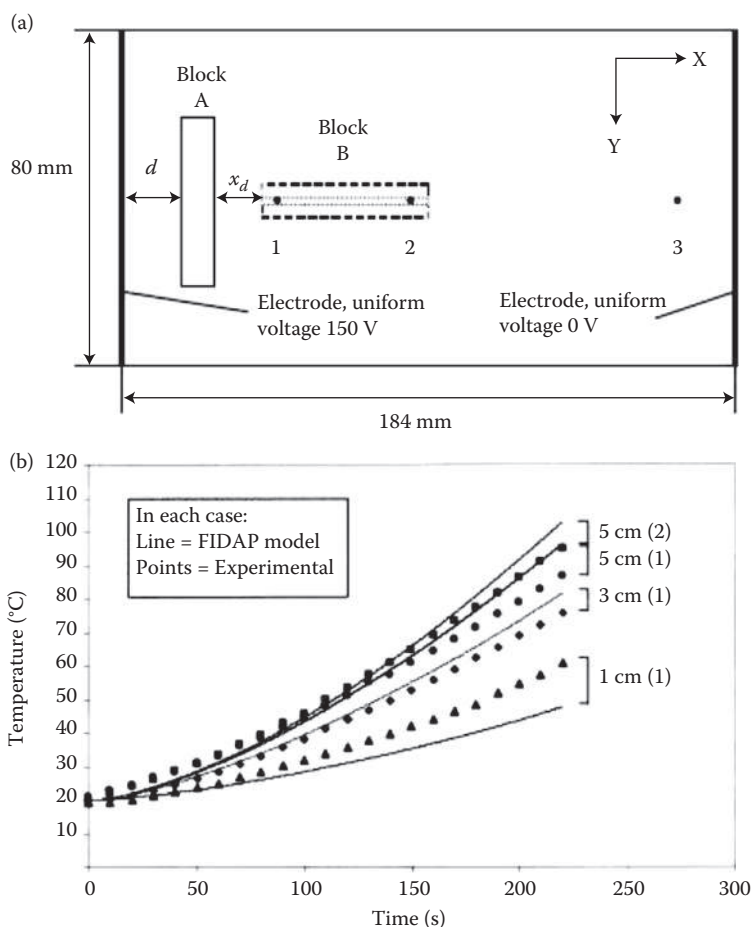 (a)
Block
A
Block
B
X
Y
80 mm
d
x_d
1
2
3
Electrode, uniform
voltage 150 V
Electrode, uniform
voltage 0 V
184 mm
(b)
120
110
100
90
80
70
60
50
40
30
20
10
Temperature (°C)
In each case:
Line = FIDAP model
Points = Experimental
5 cm (2)
5 cm (1)
3 cm (1)
1 cm (1)
0
50
100
150
200
250
300
Time (s)